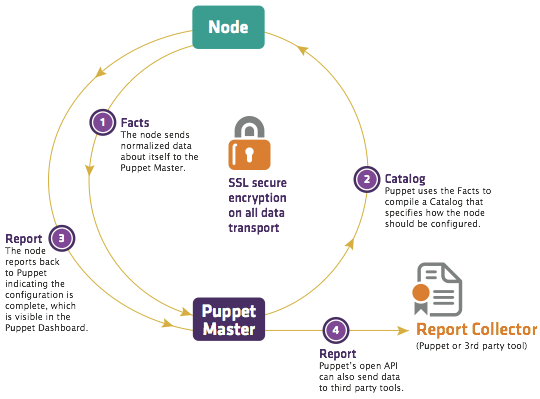 Node
1
Facts
The node sends
normalized data
about itself to the
Puppet Master.
SSL secure
encryption
on all data
transport
2
Catalog
Puppet uses the Facts to
compile a Catalog that
specifies how the node
should be configured.
Report
3
The node
reports back
to Puppet
indicating the
configuration is
complete, which
is visible in the
Puppet Dashboard.
Puppet
Master
4
Report
Puppet's open API
can also send data
to third party tools.
Report Collector
(Puppet or 3rd party tool)